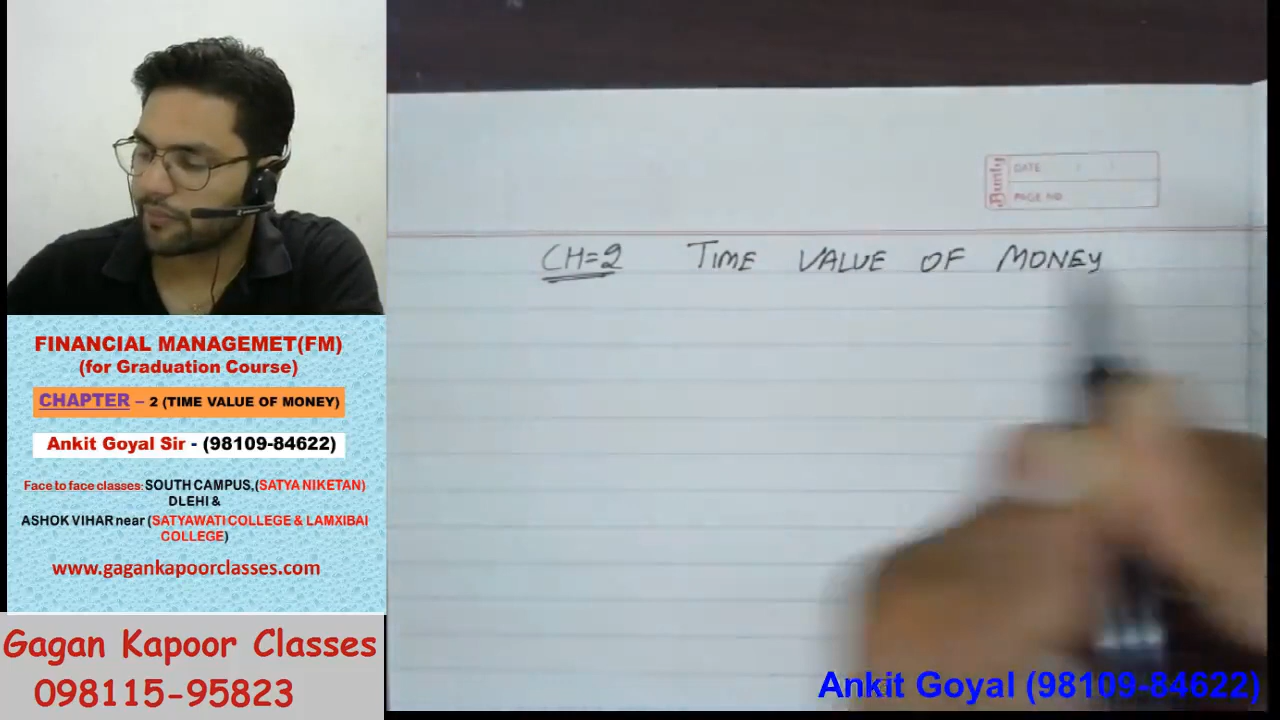 Bunty
DATE
PAGE NO
CH=2 TIME VALUE OF MONEY
FINANCIAL MANAGEMET(FM)
(for Graduation Course)
CHAPTER – 2 (TIME VALUE OF MONEY)
Ankit Goyal Sir - (98109-84622)
Face to face classes: SOUTH CAMPUS,(SATYA NIKETAN)
DLEHI &
ASHOK VIHAR near (SATYAWATI COLLEGE & LAMXIBAI
COLLEGE)
www.gagankapoorclasses.com
Gagan Kapoor Classes
098115-95823
Ankit Goyal (98109-84622)